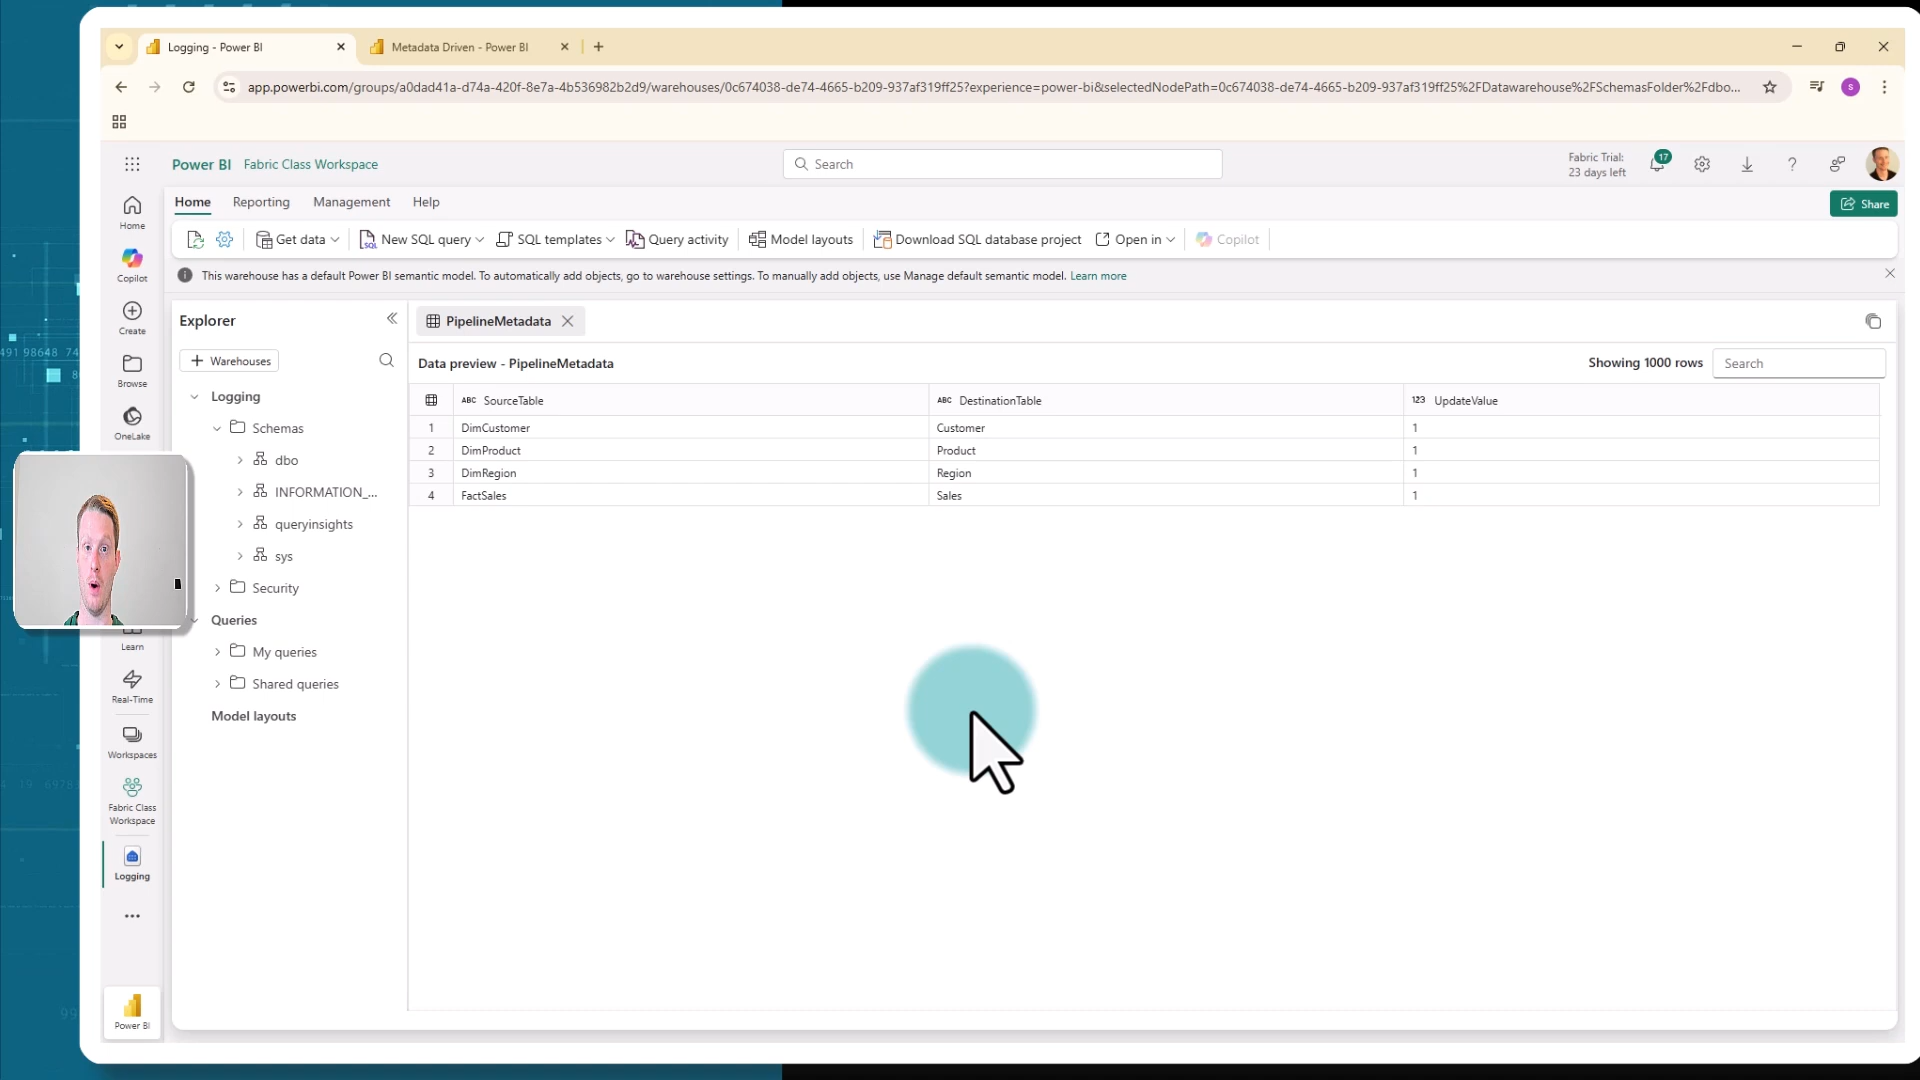 Logging - Power BI
Metadata Driven - Power BI
app.powerbi.com/groups/a0dad41a-d74a-420f-8e7a-4b536982b2d9/warehouses/0c674038-de74-4665-b209-937af319ff25?experience=power-bi&selectedNodePath=0c674038-de74-4665-b209-937af319ff25%2FDatawarehouse%2FSchemasFolder%2Fdbo...
S
Power BI Fabric Class Workspace
Search
Fabric Trial:
23 days left
17
Home Reporting Management Help
Share
Get data New SQL query SQL templates Query activity Model layouts Download SQL database project Open in Copilot
This warehouse has a default Power BI semantic model. To automatically add objects, go to warehouse settings. To manually add objects, use Manage default semantic model. Learn more
Home
Copilot
Create
Browse
OneLake
Learn
Real-Time
Workspaces
Fabric Class
Workspace
Logging
Power BI
Explorer
Warehouses
Logging
Schemas
dbo
INFORMATION_...
queryinsights
sys
Security
Queries
My queries
Shared queries
Model layouts
PipelineMetadata
Data preview - PipelineMetadata
Showing 1000 rows
Search
ABC SourceTable ABC DestinationTable 123 UpdateValue
1 DimCustomer Customer 1
2 DimProduct Product 1
3 DimRegion Region 1
4 FactSales Sales 1
491 98648 74